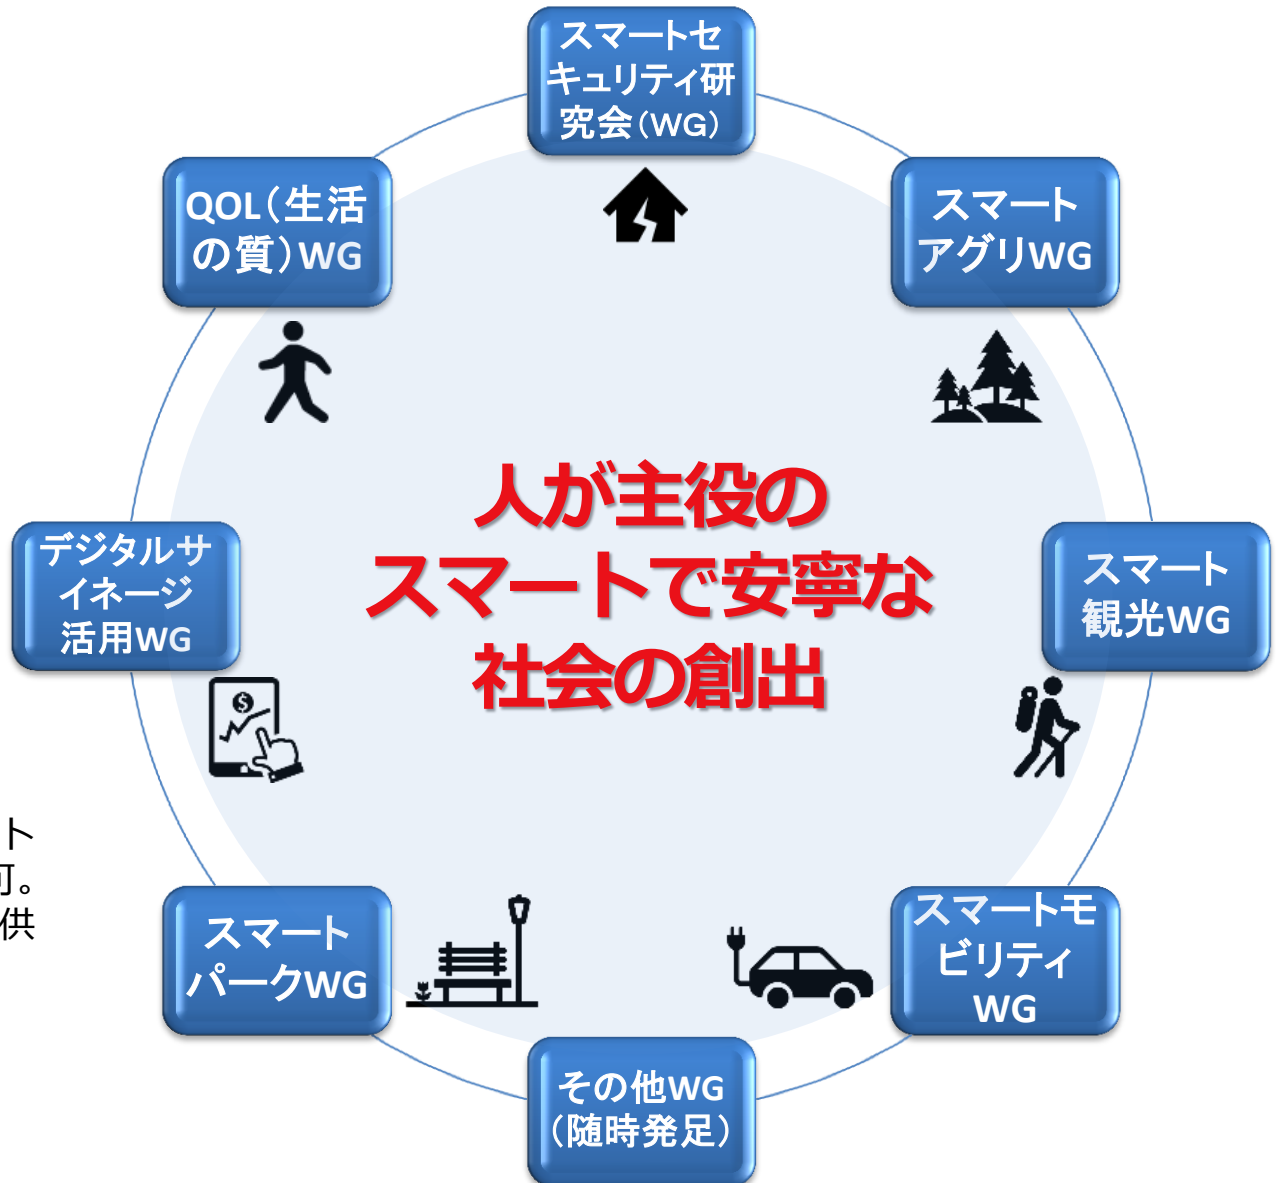 スマートセ
キュリティ研
究会（WG）
スマート
アグリWG
スマート
観光WG
スマートモ
ビリティ
WG
その他WG
（随時発足）
スマート
パークWG
デジタルサ
イネージ
活用WG
QOL（生活
の質）WG
人が主役の
スマートで安寧な
社会の創出
ト
可。
供